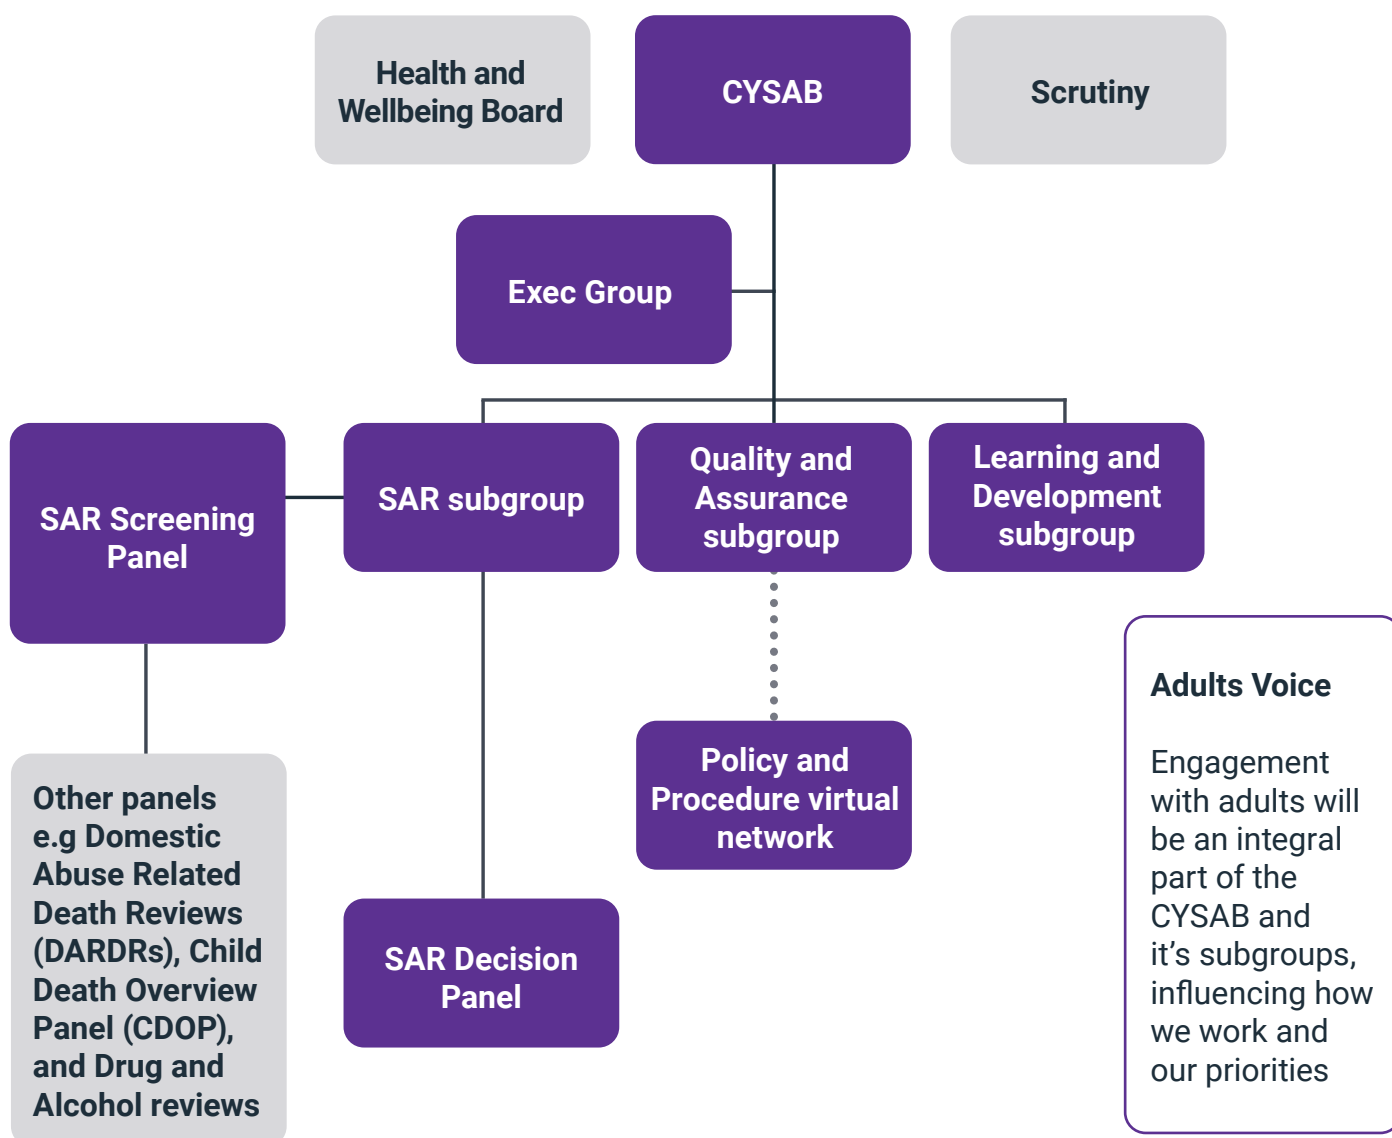 Health and
Wellbeing Board
CYSAB
Scrutiny
Exec Group
SAR Screening
Panel
SAR subgroup
Quality and
Assurance
subgroup
Learning and
Development
subgroup
Other panels
e.g Domestic
Abuse Related
Death Reviews
(DARDRs), Child
Death Overview
Panel (CDOP),
and Drug and
Alcohol reviews
SAR Decision
Panel
Policy and
Procedure virtual
network
Adults Voice
Engagement
with adults will
be an integral
part of the
CYSAB and
it’s subgroups,
influencing how
we work and
our priorities